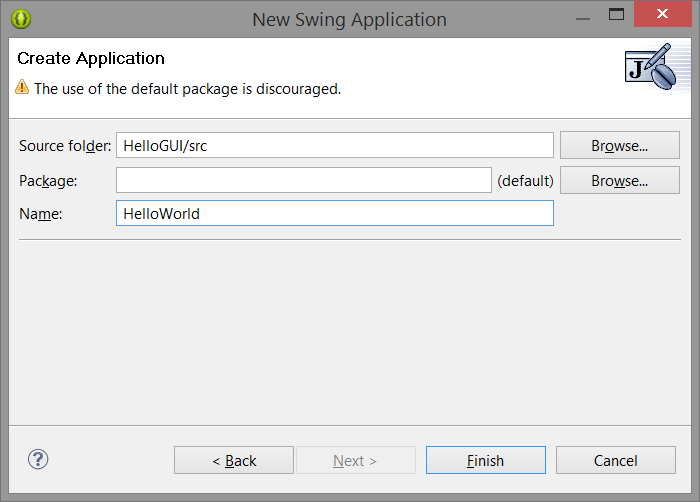 New Swing Application
Create Application
The use of the default package is discouraged.
Source folder: HelloGUI/src Browse...
Package: (default) Browse...
Name: HelloWorld
? < Back Next > Finish Cancel